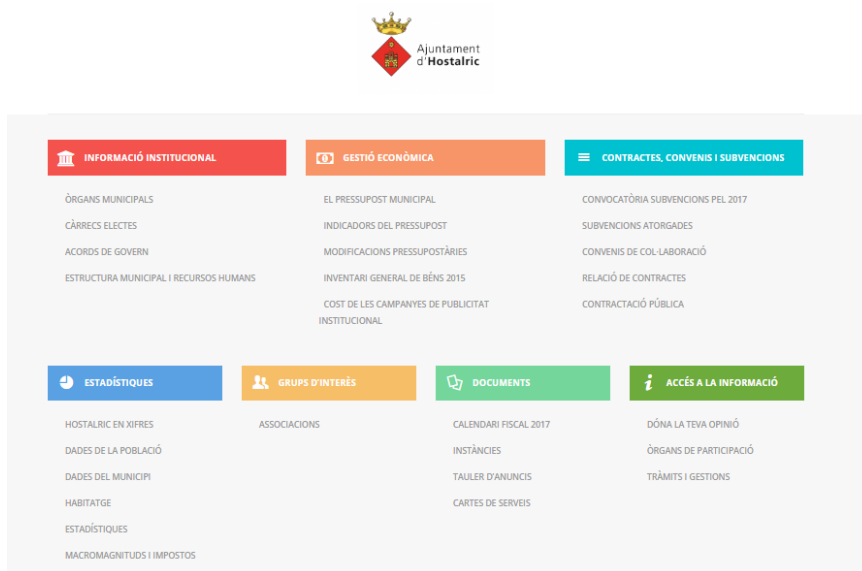 Ajuntament
d'Hostalric
INFORMACIÓ INSTITUCIONAL
ÒRGANS MUNICIPALS
CÀRRECS ELECTES
ACORDS DE GOVERN
ESTRUCTURA MUNICIPAL I RECURSOS HUMANS
GESTIÓ ECONÒMICA
EL PRESSUPOST MUNICIPAL
INDICADORS DEL PRESSUPOST
MODIFICACIONS PRESSUPOSTÀRIES
INVENTARI GENERAL DE BÉNS 2015
COST DE LES CAMPANYES DE PUBLICITAT
INSTITUCIONAL
CONTRACTES, CONVENIS I SUBVENCIONS
CONVOCATÒRIA SUBVENCIONS PEL 2017
SUBVENCIONS ATORGADES
CONVENIS DE COL·LABORACIÓ
RELACIÓ DE CONTRACTES
CONTRACTACIÓ PÚBLICA
ESTADÍSTIQUES
HOSTALRIC EN XIFRES
DADES DE LA POBLACIÓ
DADES DEL MUNICIPI
HABITATGE
ESTADÍSTIQUES
MACROMAGNITUDS I IMPOSTOS
GRUPS D'INTERÈS
ASSOCIACIONS
DOCUMENTS
CALENDARI FISCAL 2017
INSTÀNCIES
TAULER D'ANUNCIS
CARTES DE SERVEIS
ACCÉS A LA INFORMACIÓ
DÓNA LA TEVA OPINIÓ
ÒRGANS DE PARTICIPACIÓ
TRÀMITS I GESTIONS